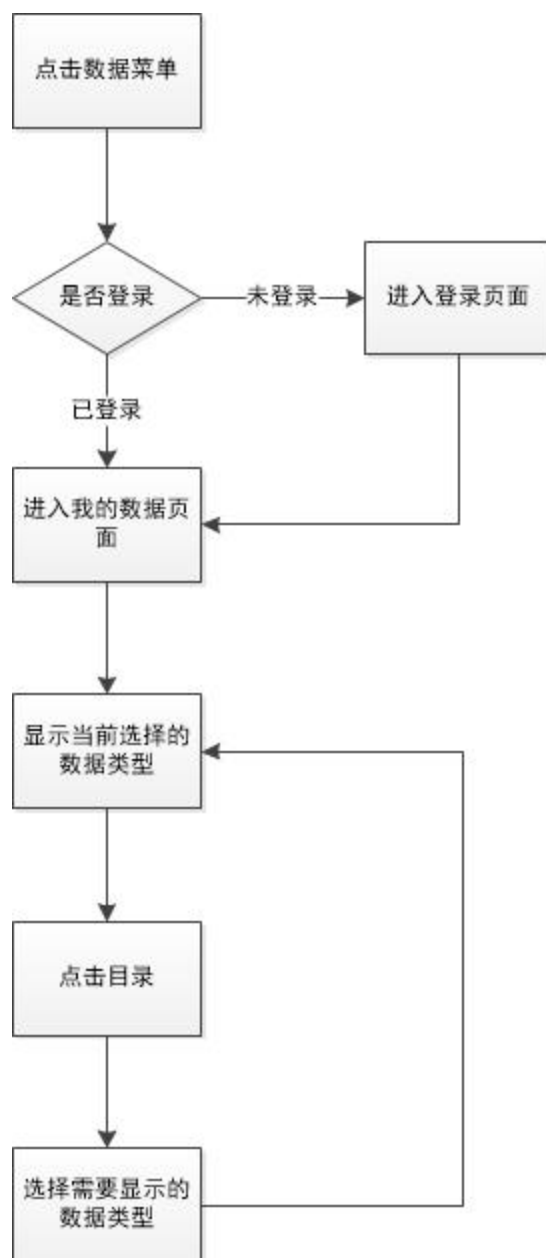 点击数据菜单
是否登录
未登录
进入登录页面
已登录
进入我的数据页
面
显示当前选择的
数据类型
点击目录
选择需要显示的
数据类型